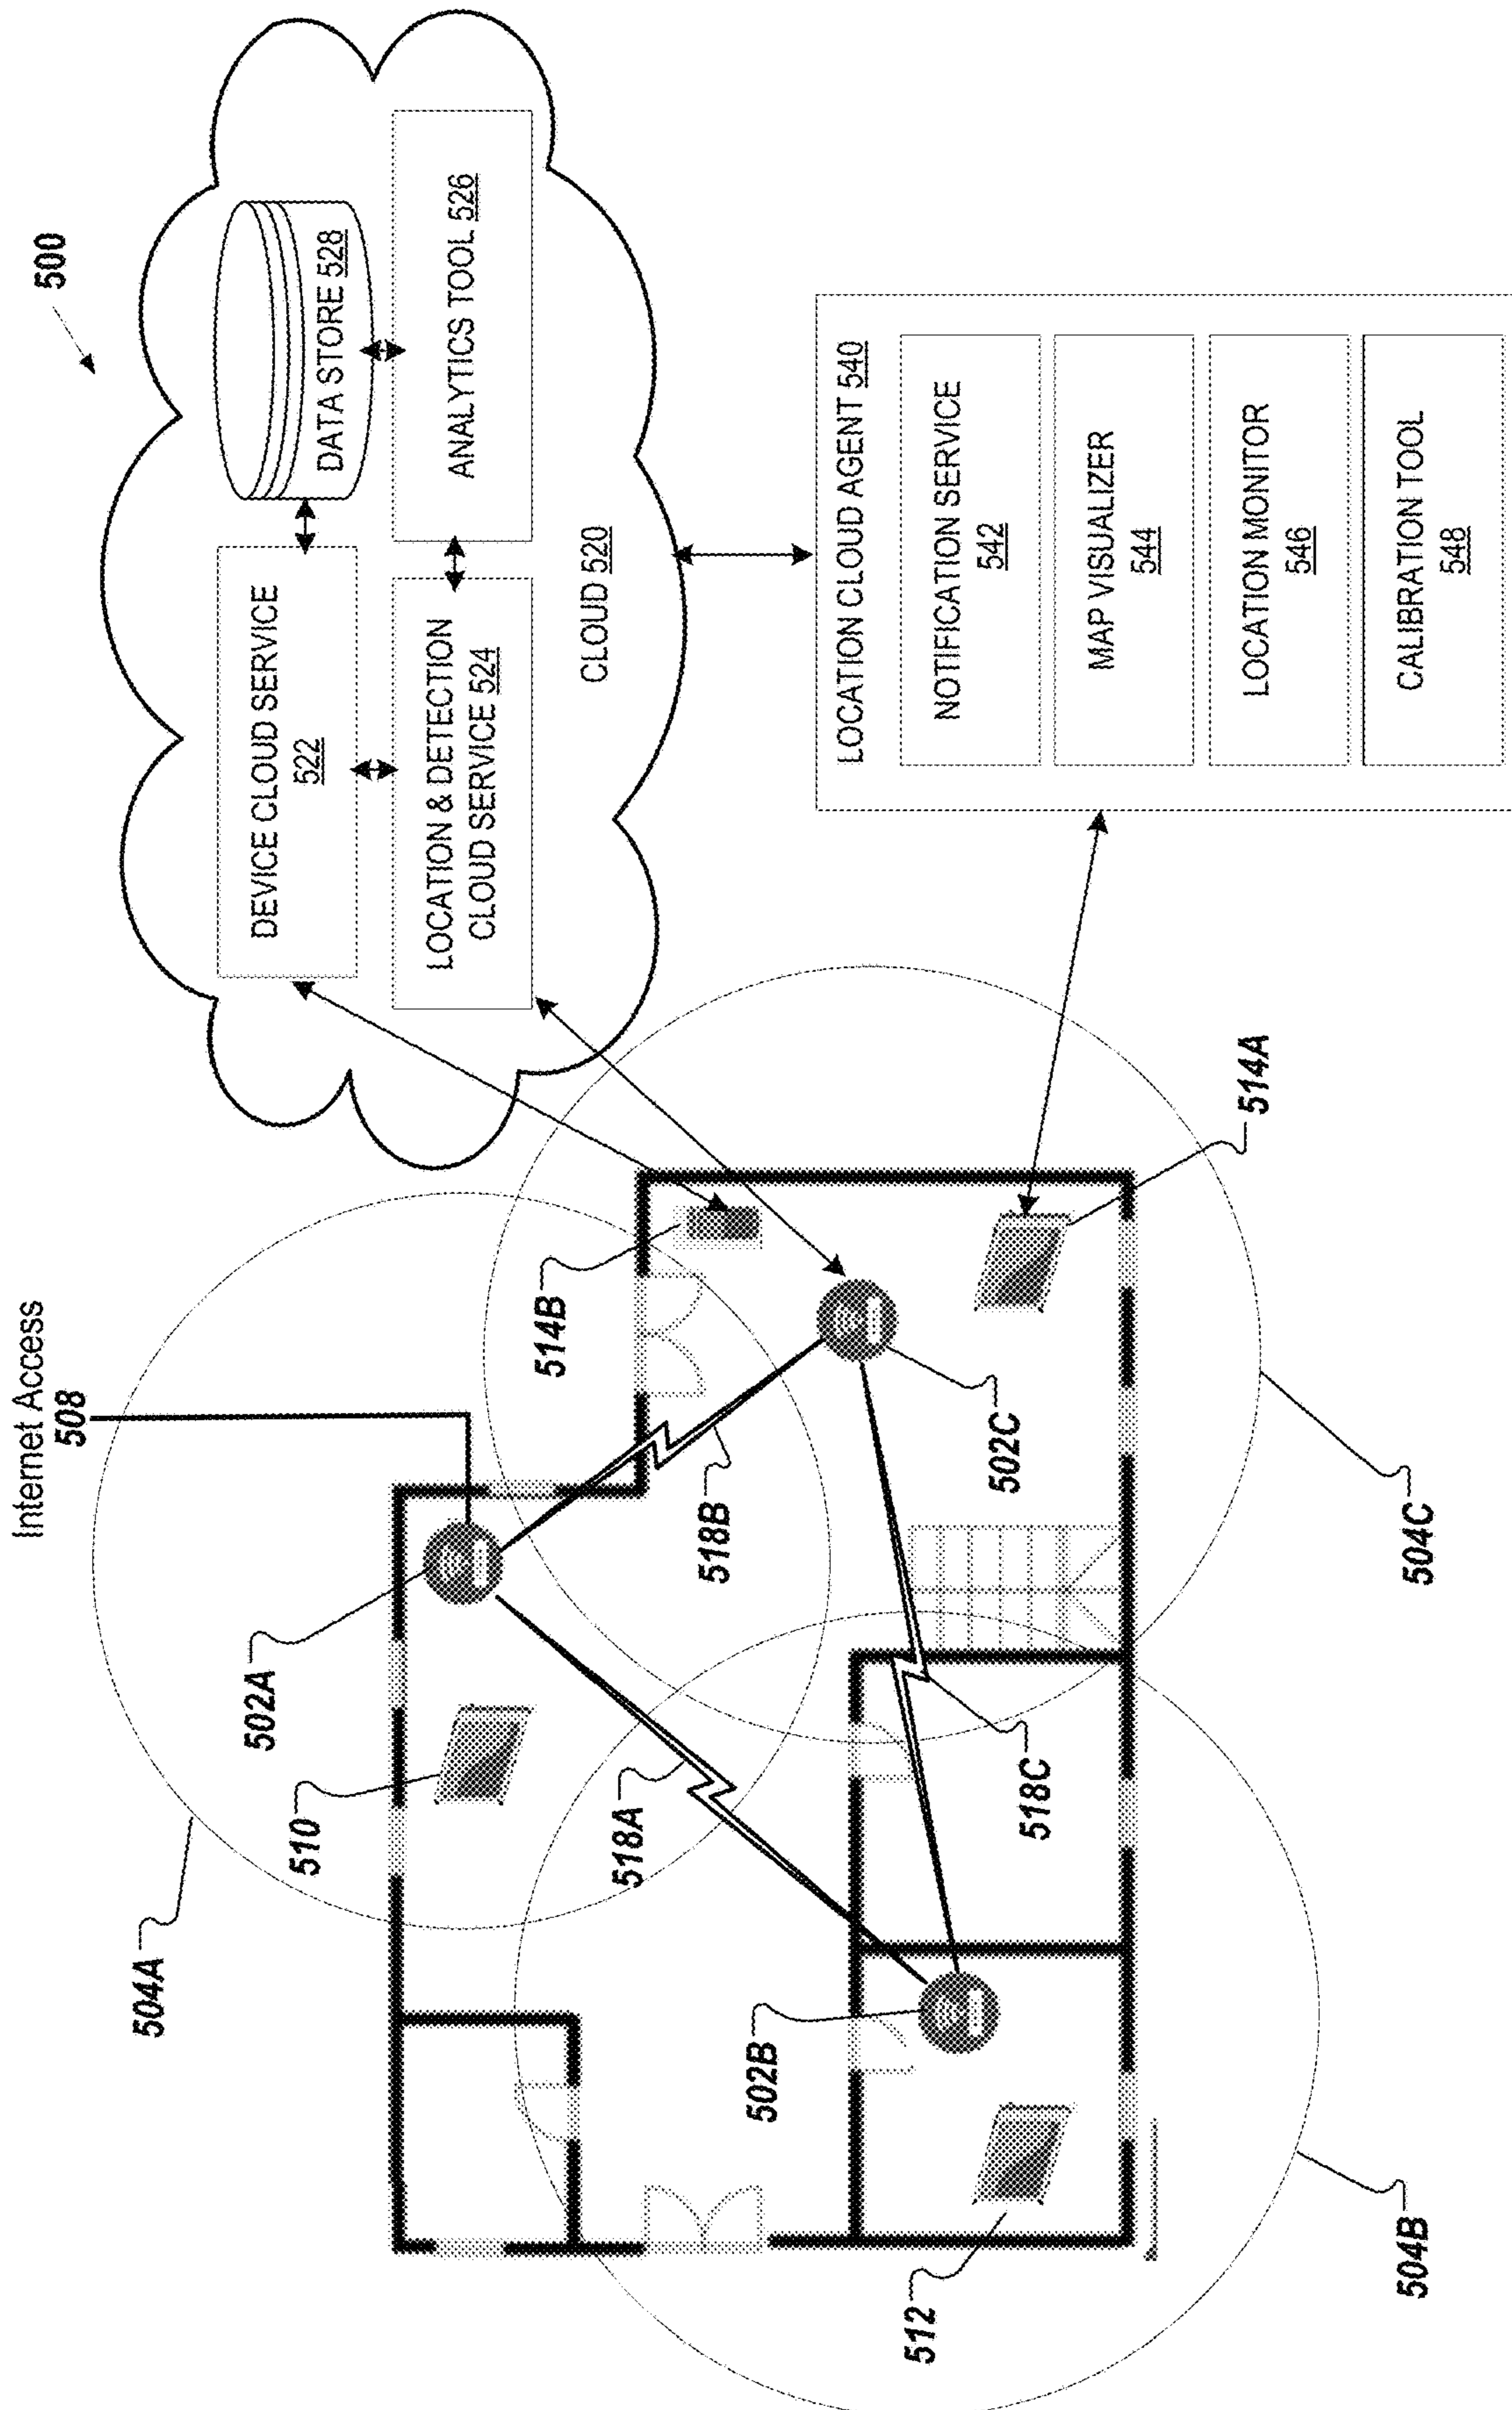 500
Internet Access
508
DEVICE CLOUD SERVICE
522
DATA STORE 528
LOCATION & DETECTION
CLOUD SERVICE 524
ANALYTICS TOOL 526
CLOUD 520
LOCATION CLOUD AGENT 540
NOTIFICATION SERVICE
542
MAP VISUALIZER
544
LOCATION MONITOR
546
CALIBRATION TOOL
548
504A
502A
510
514B
518A
518B
502B
518C
502C
514A
512
504B
504C